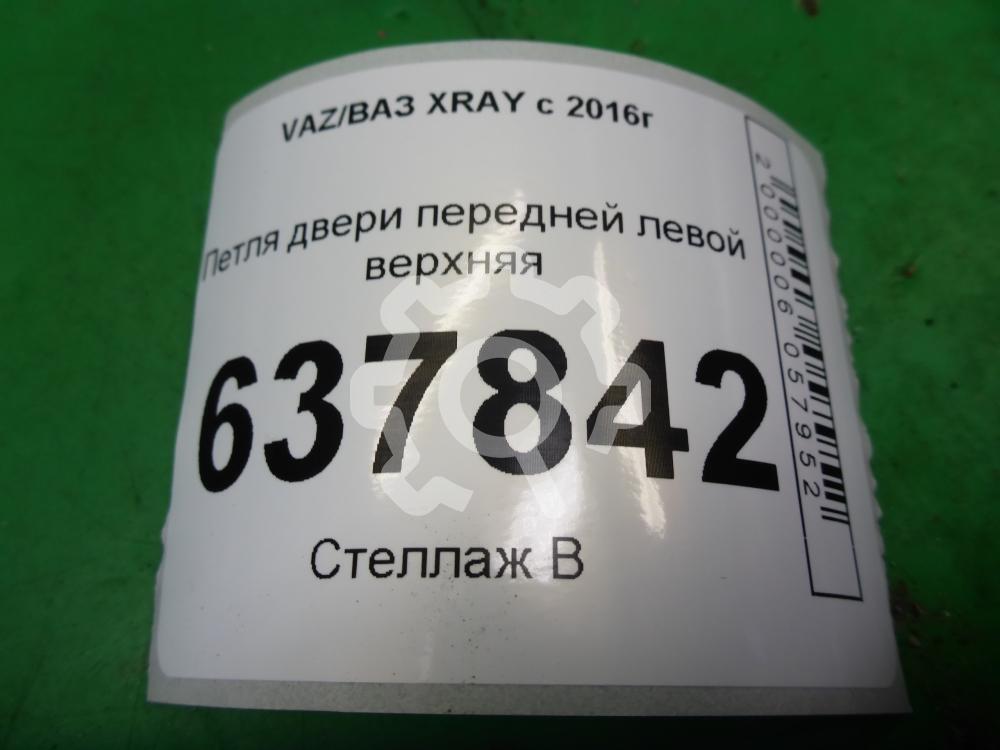 VAZ/ВАЗ XRAY с 2016г
Петля двери передней левой
верхняя
637842
Стеллаж В
2000006057952